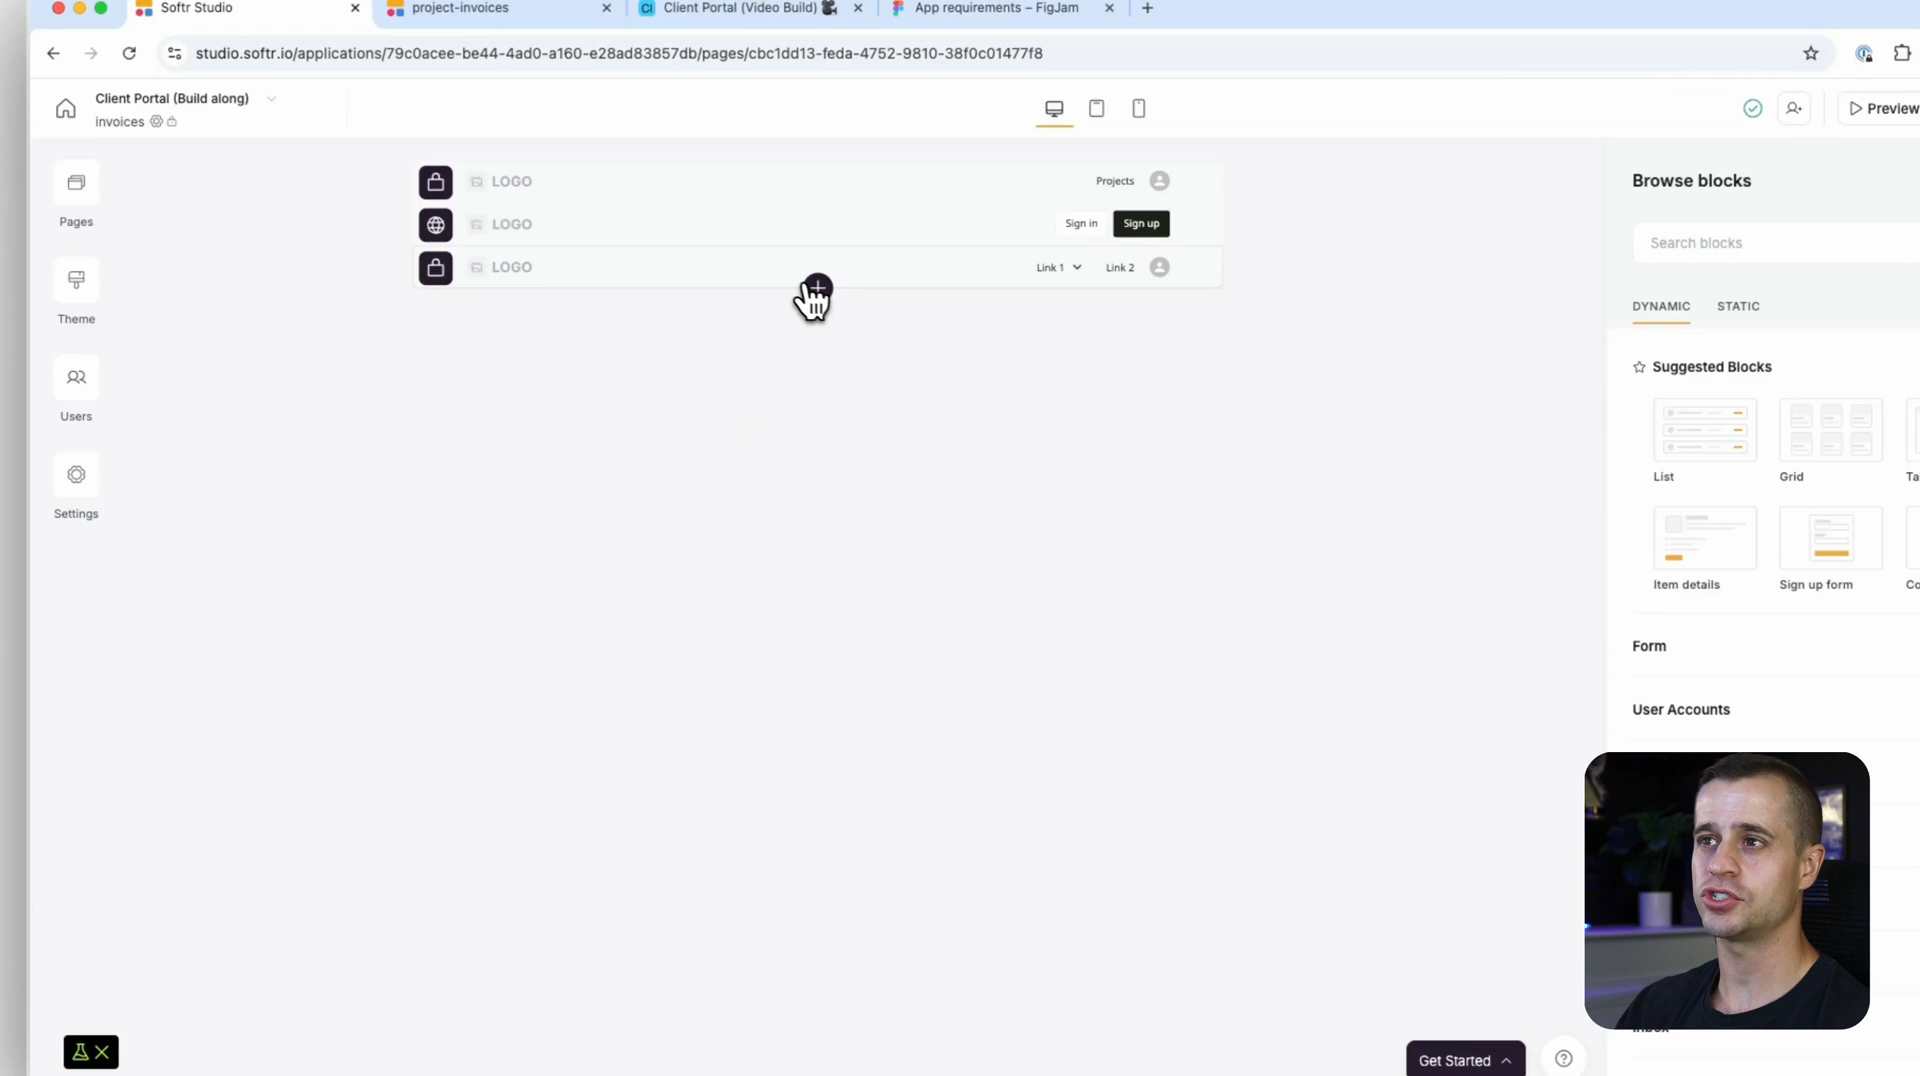 Softr Studio
project-invoices
CI Client Portal (Video Build)
App requirements – FigJam
studio.softr.io/applications/79c0acee-be44-4ad0-a160-e28ad83857db/pages/cbc1dd13-feda-4752-9810-38f0c01477f8
Client Portal (Build along)
invoices
Preview
Pages
Theme
Users
Settings
LOGO
Projects
LOGO
Sign in
Sign up
LOGO
Link 1
Link 2
Browse blocks
Search blocks
DYNAMIC
STATIC
Suggested Blocks
List
Grid
Ta
Item details
Sign up form
Co
Form
User Accounts
Get Started